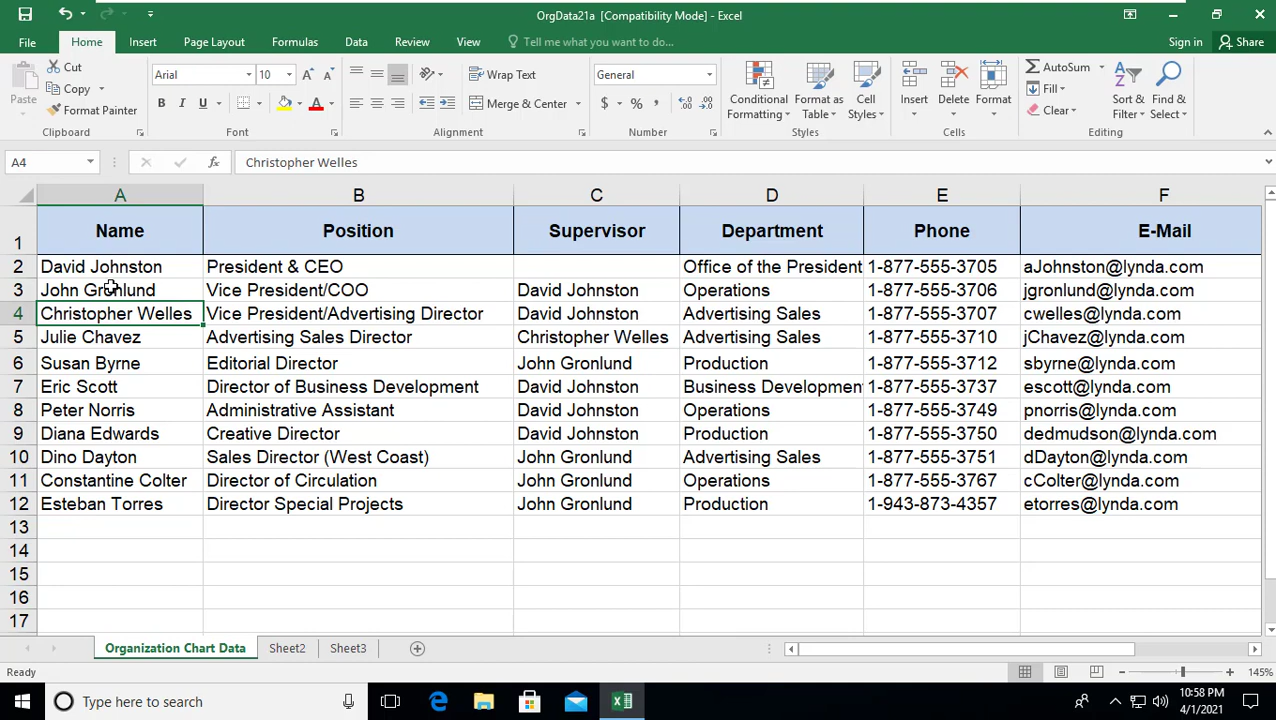 OrgData21a [Compatibility Mode] - Excel
File Home Insert Page Layout Formulas Data Review View Tell me what you want to do... Sign in Share
Paste Cut Copy Format Painter Clipboard
Arial 10 B I U A Font
Wrap Text Merge & Center Alignment
General $ % , Number
Conditional Formatting Format as Table Cell Styles Styles
Insert Delete Format Cells
AutoSum Fill Clear Sort & Filter Find & Select Editing
A4 fx Christopher Welles
A B C D E F
1 Name Position Supervisor Department Phone E-Mail
2 David Johnston President & CEO Office of the President 1-877-555-3705 aJohnston@lynda.com
3 John Gronlund Vice President/COO David Johnston Operations 1-877-555-3706 jgronlund@lynda.com
4 Christopher Welles Vice President/Advertising Director David Johnston Advertising Sales 1-877-555-3707 cwelles@lynda.com
5 Julie Chavez Advertising Sales Director Christopher Welles Advertising Sales 1-877-555-3710 jChavez@lynda.com
6 Susan Byrne Editorial Director John Gronlund Production 1-877-555-3712 sbyrne@lynda.com
7 Eric Scott Director of Business Development David Johnston Business Development 1-877-555-3737 escott@lynda.com
8 Peter Norris Administrative Assistant David Johnston Operations 1-877-555-3749 pnorris@lynda.com
9 Diana Edwards Creative Director David Johnston Production 1-877-555-3750 dedmudson@lynda.com
10 Dino Dayton Sales Director (West Coast) John Gronlund Advertising Sales 1-877-555-3751 dDayton@lynda.com
11 Constantine Colter Director of Circulation John Gronlund Operations 1-877-555-3767 cColter@lynda.com
12 Esteban Torres Director Special Projects John Gronlund Production 1-943-873-4357 etorres@lynda.com
13
14
15
16
17
Organization Chart Data Sheet2 Sheet3
Ready 145%
Type here to search 10:58 PM
4/1/2021